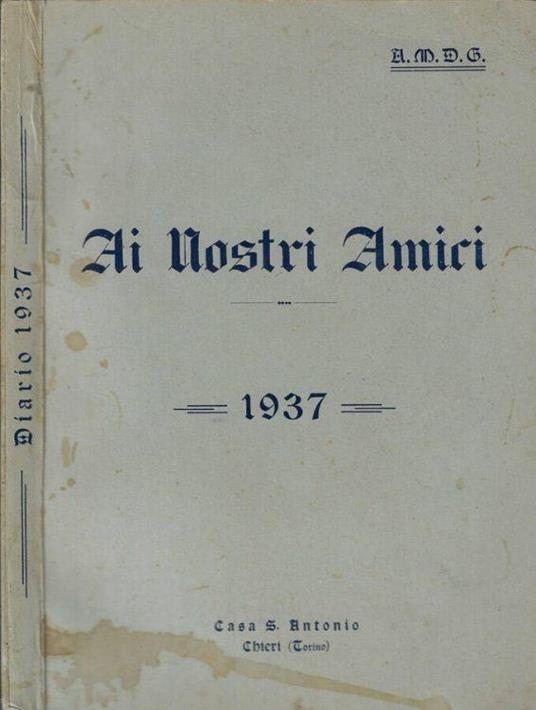 A. M. D. G.
Ai Nostri Amici
1937
Casa S. Antonio
Chieri (Torino)
Diario 1937